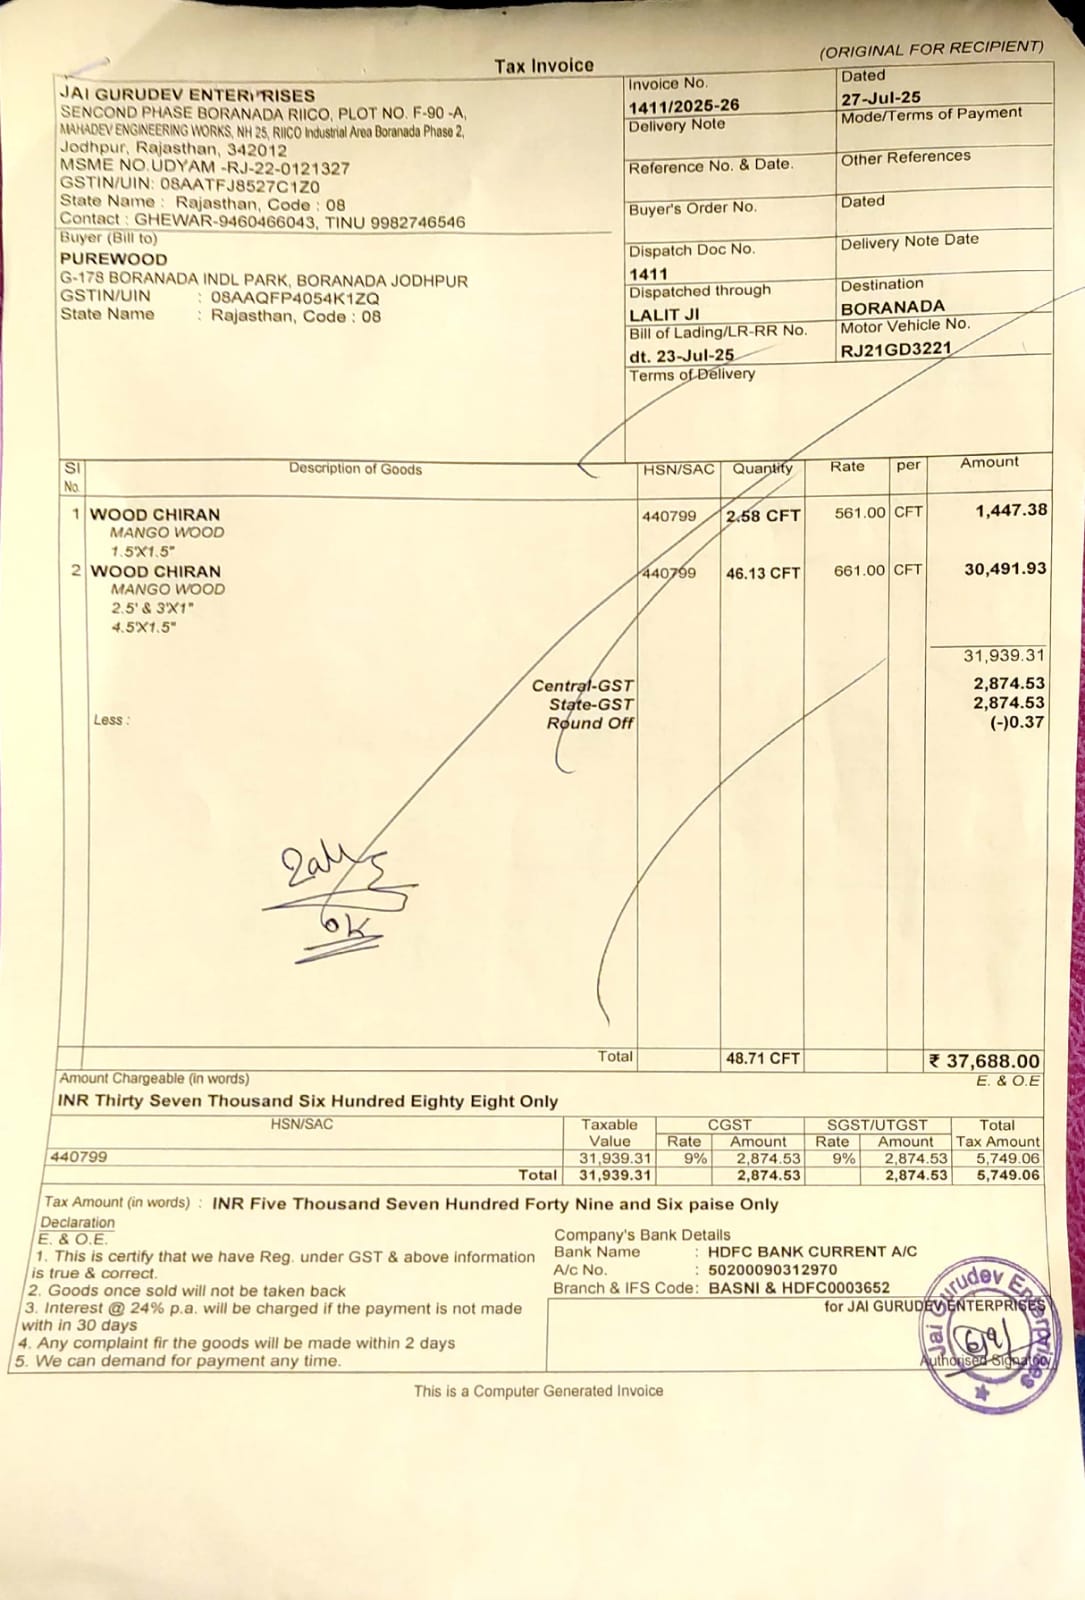 Tax Invoice
(ORIGINAL FOR RECIPIENT)
JAI GURUDEV ENTERPRISES
SENCOND PHASE BORANADA RIICO, PLOT NO. F-90 -A,
MAHADEV ENGINEERING WORKS, NH 25, RIICO Industrial Area Boranada Phase 2,
Jodhpur, Rajasthan, 342012
MSME NO.UDYAM -RJ-22-0121327
GSTIN/UIN: 08AATFJ8527C1Z0
State Name : Rajasthan, Code : 08
Contact : GHEWAR-9460466043, TINU 9982746546
Buyer (Bill to)
PUREWOOD
G-178 BORANADA INDL PARK, BORANADA JODHPUR
GSTIN/UIN : 08AAQFP4054K1ZQ
State Name : Rajasthan, Code : 08
Invoice No. Dated
1411/2025-26 27-Jul-25
Delivery Note Mode/Terms of Payment
Reference No. & Date. Other References
Buyer's Order No. Dated
Dispatch Doc No. Delivery Note Date
1411
Dispatched through Destination
LALIT JI BORANADA
Bill of Lading/LR-RR No. Motor Vehicle No.
dt. 23-Jul-25 RJ21GD3221
Terms of Delivery
Sl No. Description of Goods HSN/SAC Quantity Rate per Amount
1 WOOD CHIRAN 440799 2.58 CFT 561.00 CFT 1,447.38
MANGO WOOD
1.5'X1.5"
2 WOOD CHIRAN 440799 46.13 CFT 661.00 CFT 30,491.93
MANGO WOOD
2.5' & 3'X1"
4.5'X1.5"
31,939.31
Central-GST 2,874.53
State-GST 2,874.53
Less : Round Off (-)0.37
ok
Total 48.71 CFT ₹ 37,688.00
Amount Chargeable (in words) E. & O.E
INR Thirty Seven Thousand Six Hundred Eighty Eight Only
HSN/SAC Taxable Value CGST SGST/UTGST Total Tax Amount
Rate Amount Rate Amount
440799 31,939.31 9% 2,874.53 9% 2,874.53 5,749.06
Total 31,939.31 2,874.53 2,874.53 5,749.06
Tax Amount (in words) : INR Five Thousand Seven Hundred Forty Nine and Six paise Only
Declaration
E. & O.E.
1. This is certify that we have Reg. under GST & above information
is true & correct.
2. Goods once sold will not be taken back
3. Interest @ 24% p.a. will be charged if the payment is not made
with in 30 days
4. Any complaint fir the goods will be made within 2 days
5. We can demand for payment any time.
Company's Bank Details
Bank Name : HDFC BANK CURRENT A/C
A/c No. : 50200090312970
Branch & IFS Code: BASNI & HDFC0003652
for JAI GURUDEV ENTERPRISES
Jai Gurudev Enterprises
Authorised Signatory
This is a Computer Generated Invoice